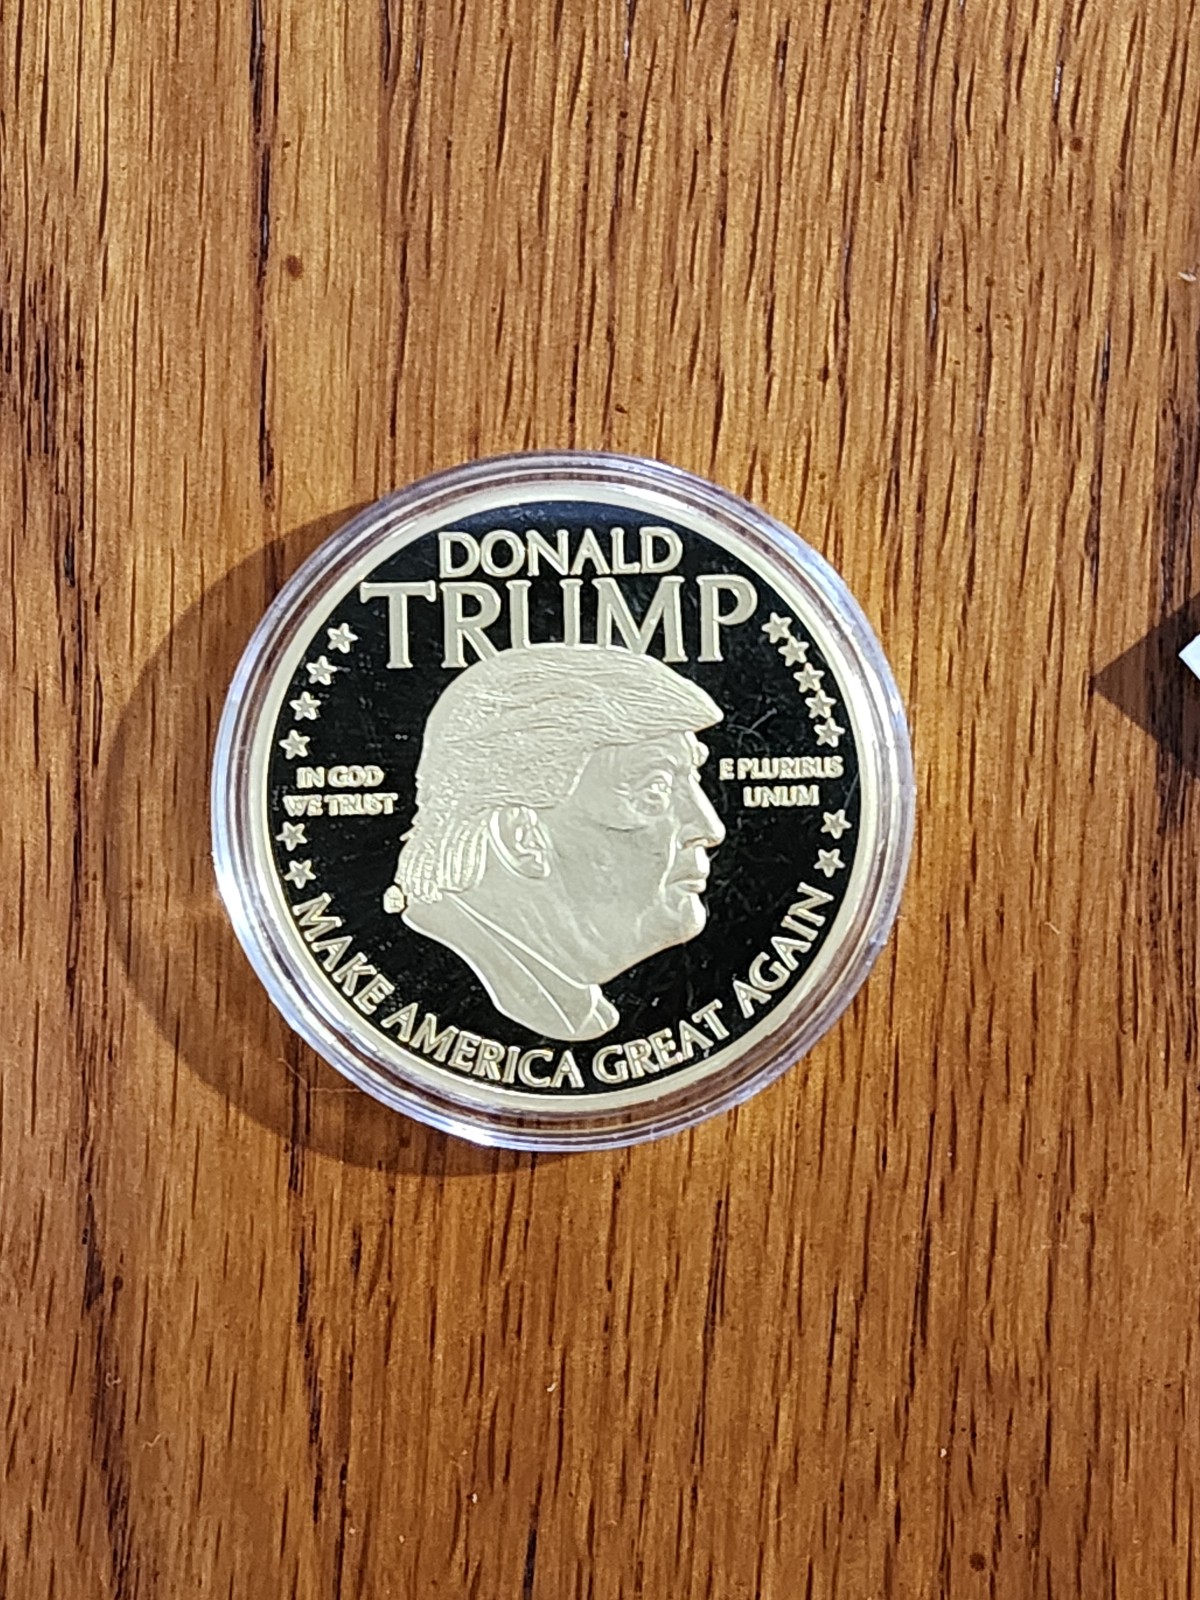 DONALD
TRUMP
IN GOD
WE TRUST
E PLURIBUS
UNUM
MAKE AMERICA GREAT AGAIN